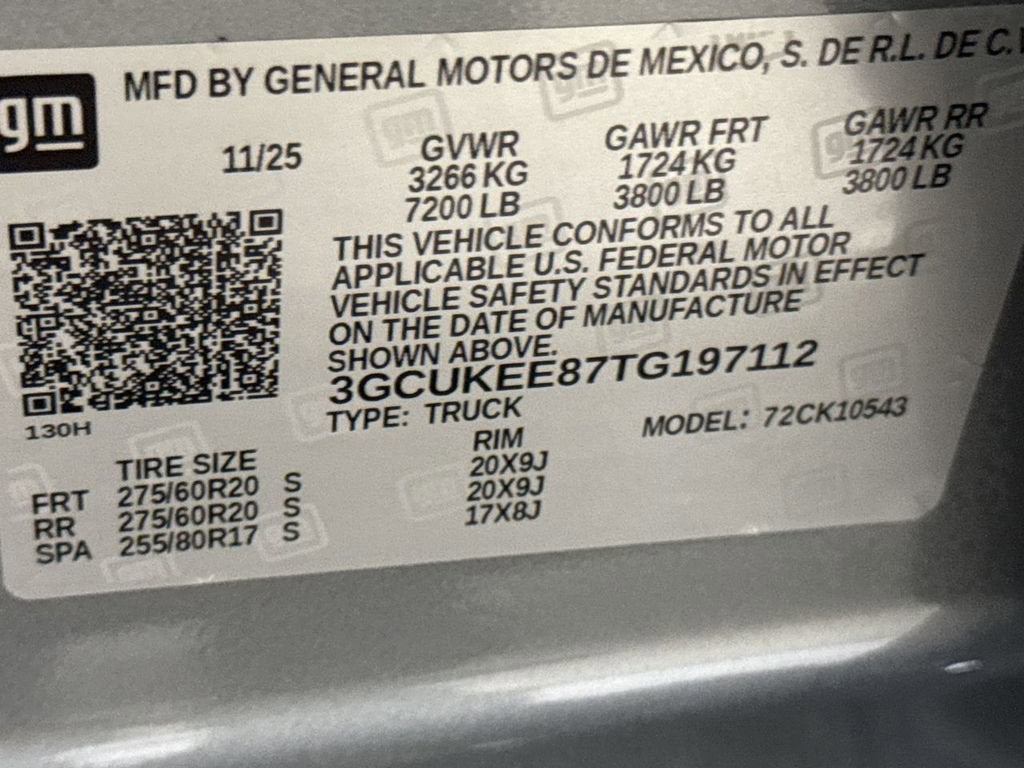 gm
MFD BY GENERAL MOTORS DE MEXICO, S. DE R.L. DE C.
11/25
GVWR
3266 KG
7200 LB
GAWR FRT
1724 KG
3800 LB
GAWR RR
1724 KG
3800 LB
THIS VEHICLE CONFORMS TO ALL
APPLICABLE U.S. FEDERAL MOTOR
VEHICLE SAFETY STANDARDS IN EFFECT
ON THE DATE OF MANUFACTURE
SHOWN ABOVE.
3GCUKEE87TG197112
TYPE: TRUCK
MODEL: 72CK10543
130H
TIRE SIZE RIM
FRT 275/60R20 S 20X9J
RR 275/60R20 S 20X9J
SPA 255/80R17 S 17X8J